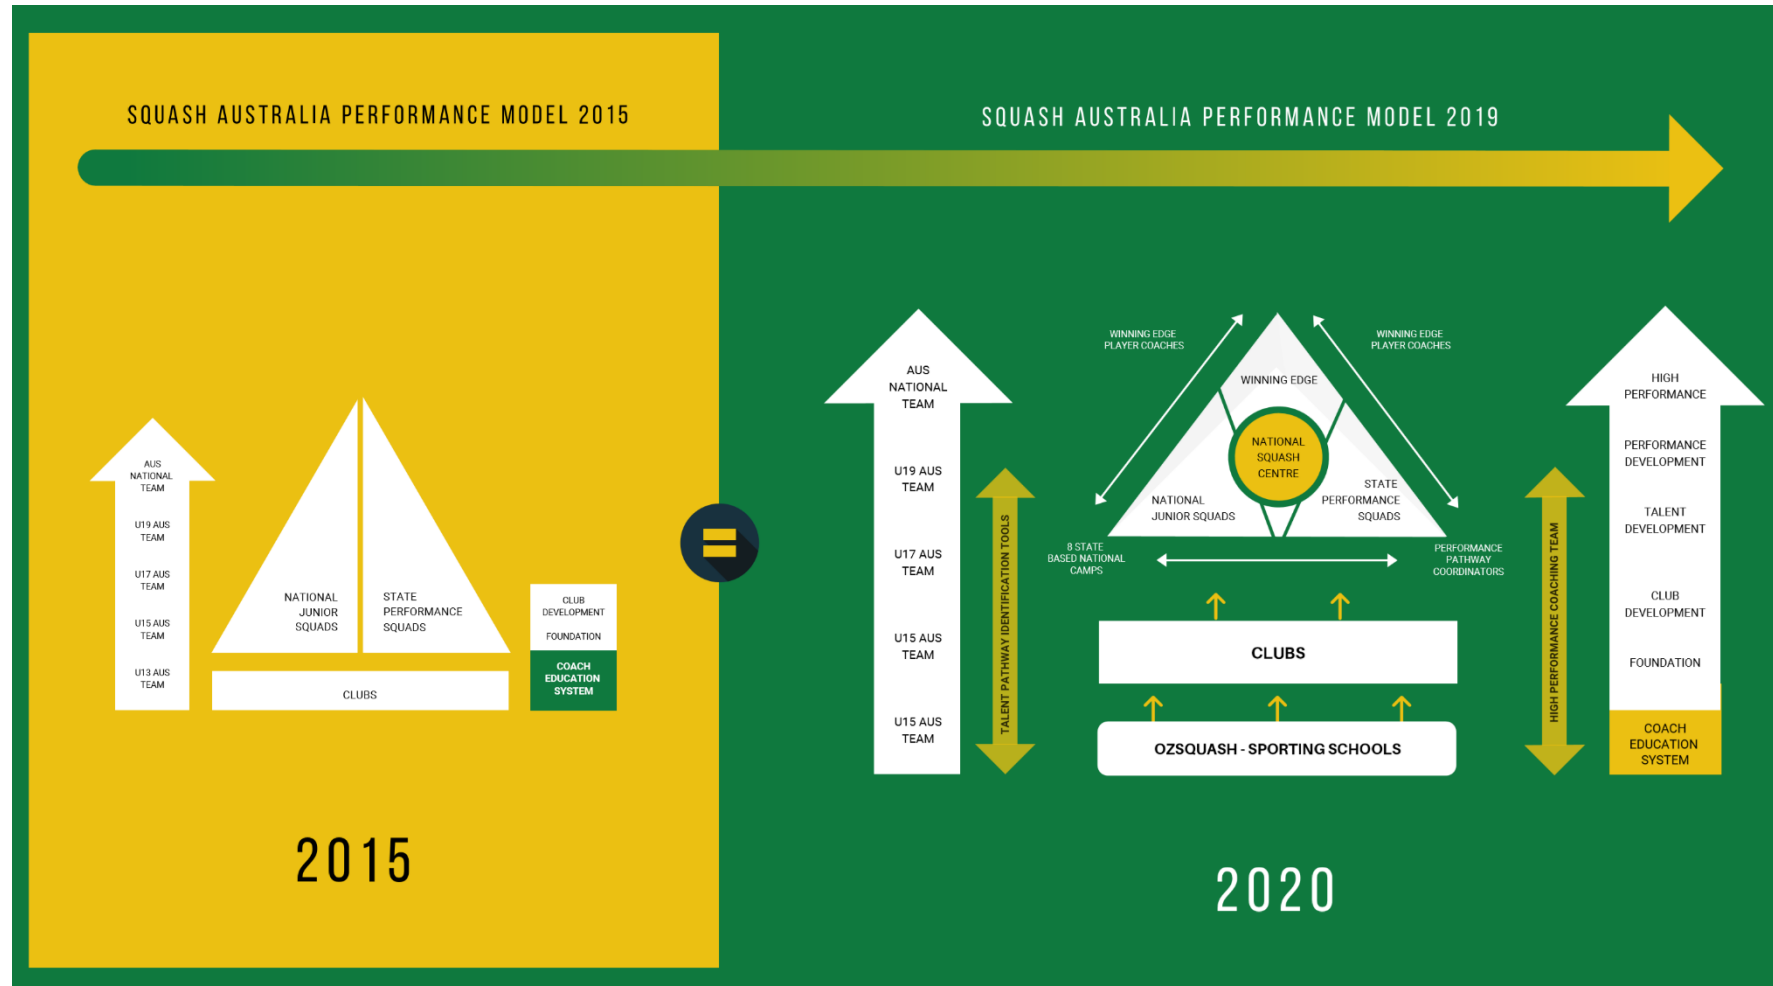 SQUASH AUSTRALIA PERFORMANCE MODEL 2015
AUS
NATIONAL
TEAM
U19 AUS
TEAM
U17 AUS
TEAM
U15 AUS
TEAM
U13 AUS
TEAM
NATIONAL
JUNIOR
SQUADS
STATE
PERFORMANCE
SQUADS
CLUBS
CLUB
DEVELOPMENT
FOUNDATION
COACH
EDUCATION
SYSTEM
2015
SQUASH AUSTRALIA PERFORMANCE MODEL 2019
AUS
NATIONAL
TEAM
U19 AUS
TEAM
U17 AUS
TEAM
U15 AUS
TEAM
U15 AUS
TEAM
TALENT PATHWAY IDENTIFICATION TOOLS
WINNING EDGE
PLAYER COACHES
WINNING EDGE
PLAYER COACHES
WINNING EDGE
NATIONAL
SQUASH
CENTRE
NATIONAL
JUNIOR SQUADS
STATE
PERFORMANCE
SQUADS
8 STATE
BASED NATIONAL
CAMPS
PERFORMANCE
PATHWAY
COORDINATORS
CLUBS
OZSQUASH - SPORTING SCHOOLS
HIGH PERFORMANCE COACHING TEAM
HIGH
PERFORMANCE
PERFORMANCE
DEVELOPMENT
TALENT
DEVELOPMENT
CLUB
DEVELOPMENT
FOUNDATION
COACH
EDUCATION
SYSTEM
2020